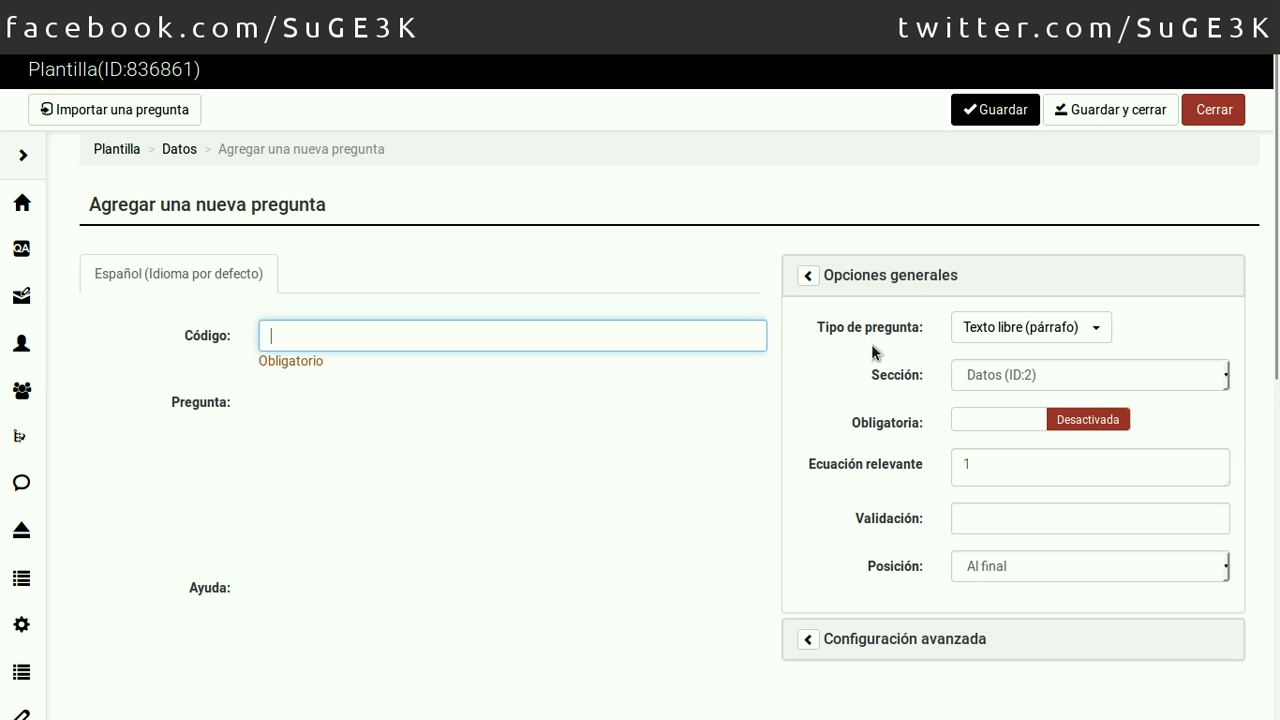 facebook.com/SuGE3K
twitter.com/SuGE3K
Plantilla(ID:836861)
Importar una pregunta
Guardar
Guardar y cerrar
Cerrar
Plantilla > Datos > Agregar una nueva pregunta
QA
Agregar una nueva pregunta
Español (Idioma por defecto)
Código:
Obligatorio
Pregunta:
Ayuda:
Opciones generales
Tipo de pregunta: Texto libre (párrafo)
Sección: Datos (ID:2)
Obligatoria: Desactivada
Ecuación relevante 1
Validación:
Posición: Al final
Configuración avanzada